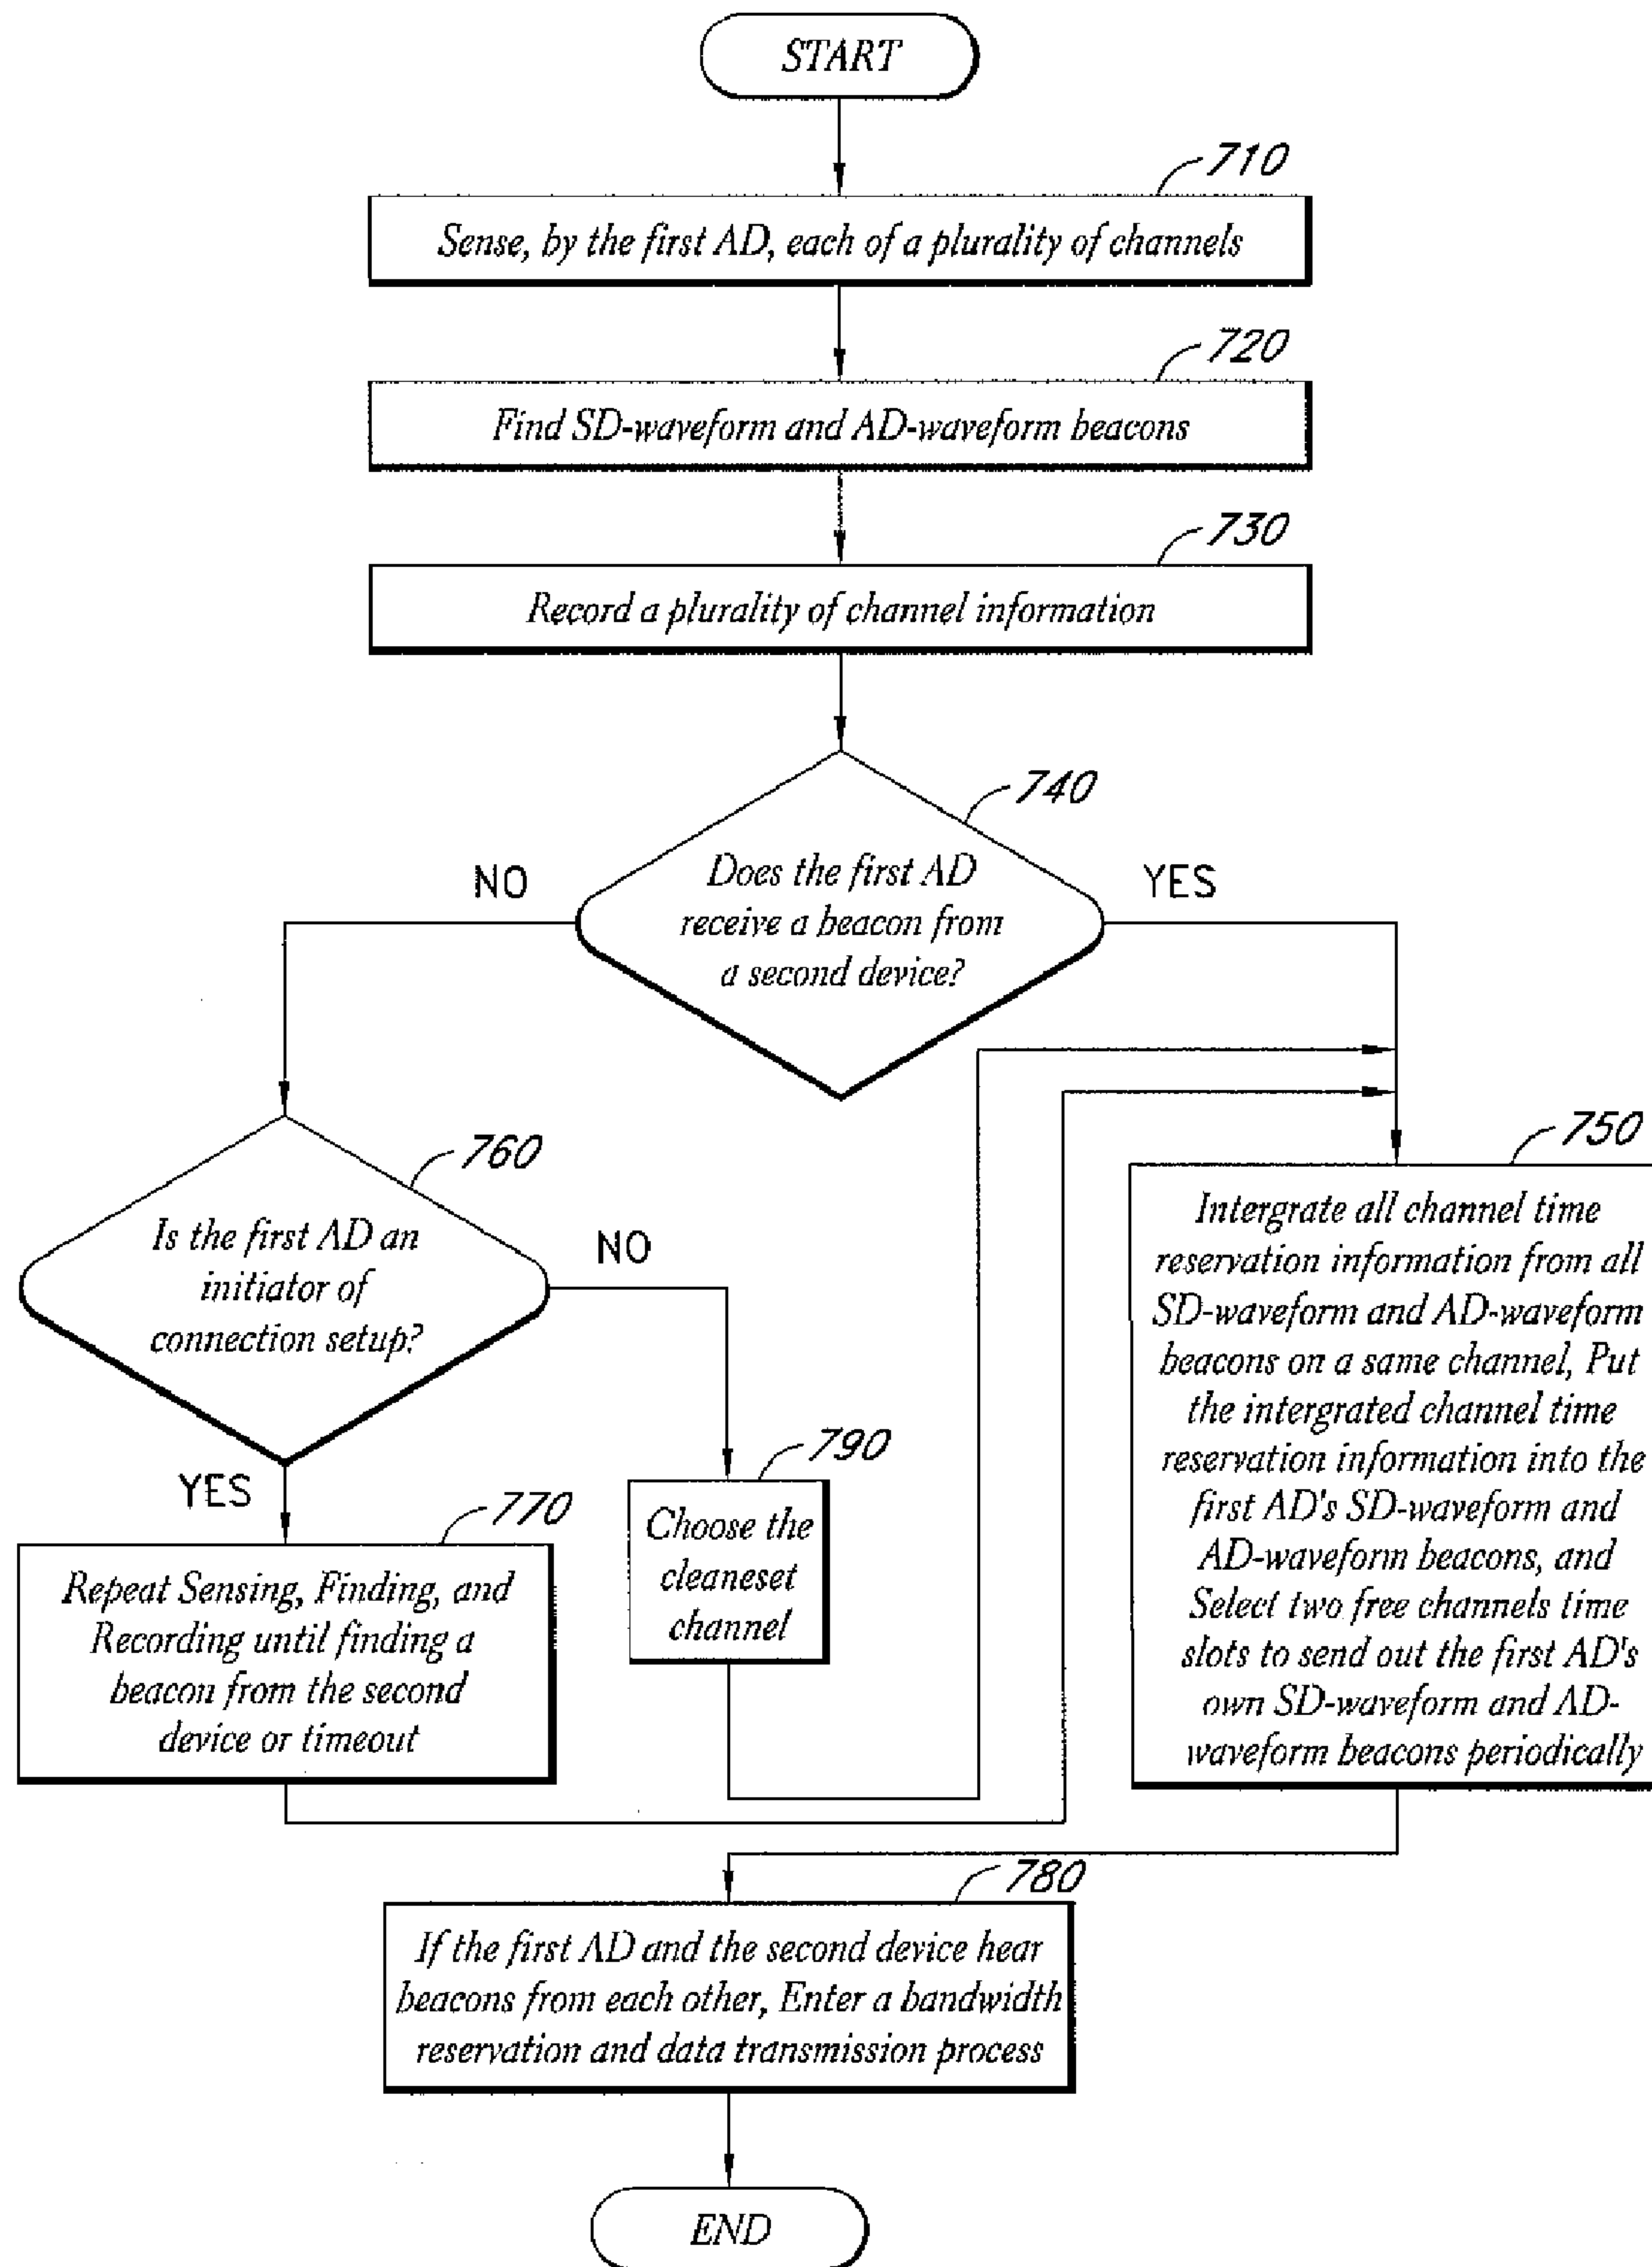 START
710
Sense, by the first AD, each of a plurality of channels
720
Find SD-waveform and AD-waveform beacons
730
Record a plurality of channel information
740
Does the first AD
receive a beacon from
a second device?
NO
YES
760
Is the first AD an
initiator of
connection setup?
NO
YES
750
Intergrate all channel time
reservation information from all
SD-waveform and AD-waveform
beacons on a same channel, Put
the intergrated channel time
reservation information into the
first AD's SD-waveform and
AD-waveform beacons, and
Select two free channels time
slots to send out the first AD's
own SD-waveform and AD-
waveform beacons periodically
790
Choose the
cleaneset
channel
770
Repeat Sensing, Finding, and
Recording until finding a
beacon from the second
device or timeout
780
If the first AD and the second device hear
beacons from each other, Enter a bandwidth
reservation and data transmission process
END